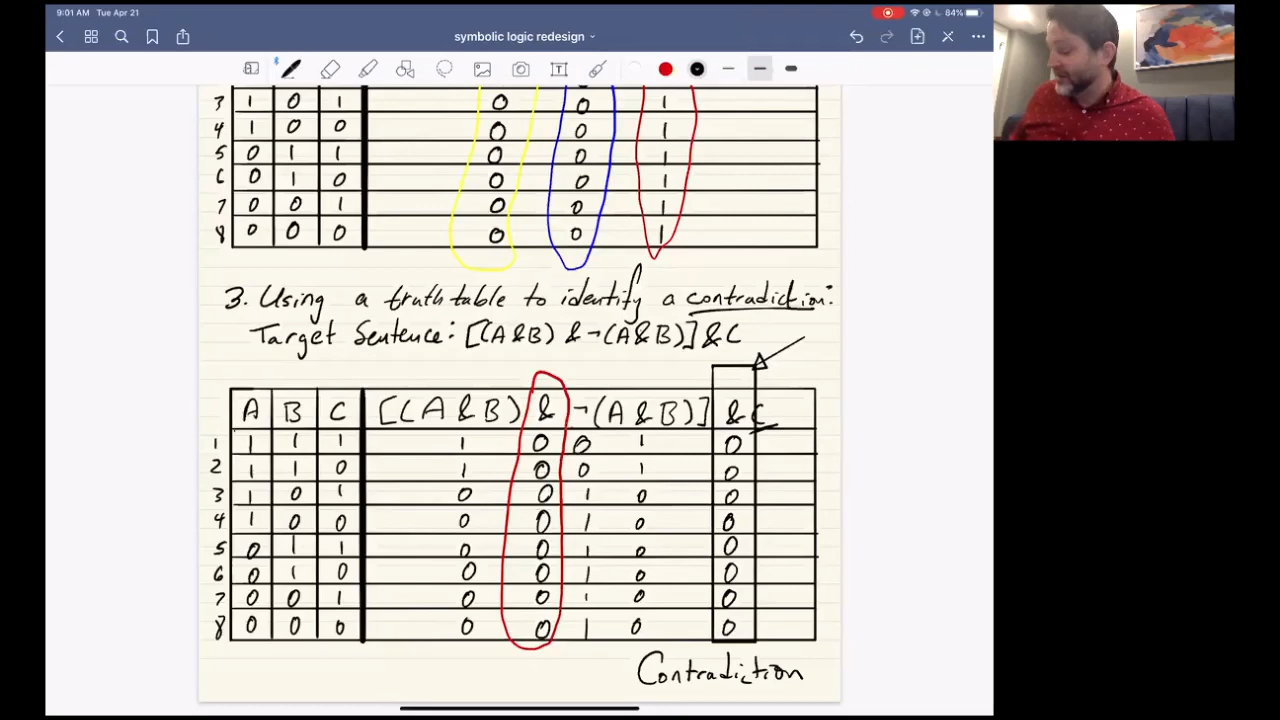 9:01 AM Tue Apr 21
84%
symbolic logic redesign
3 1 0 1 0 0 1
4 1 0 0 0 0 1
5 0 1 1 0 0 1
6 0 1 0 0 0 1
7 0 0 1 0 0 1
8 0 0 0 0 0 1
3. Using a truth table to identify a contradiction:
Target Sentence: [(A&B) & ¬(A&B)] & C
A B C [(A & B) & ¬(A & B)] & C
1 1 1 1 1 0 0 1 0
2 1 1 0 1 0 0 1 0
3 1 0 1 0 0 1 0 0
4 1 0 0 0 0 1 0 0
5 0 1 1 0 0 1 0 0
6 0 1 0 0 0 1 0 0
7 0 0 1 0 0 1 0 0
8 0 0 0 0 0 1 0 0
Contradiction